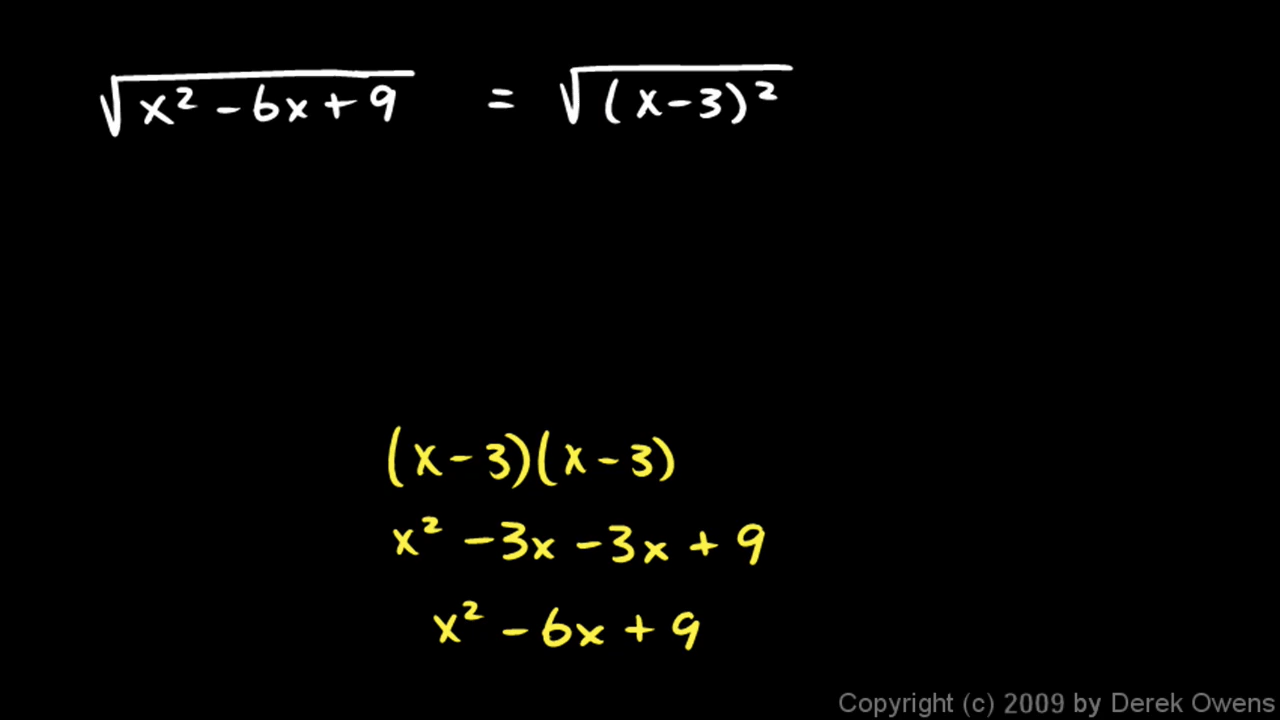 √(x² - 6x + 9) = √((x-3)²)
(x - 3)(x - 3)
x² - 3x - 3x + 9
x² - 6x + 9
Copyright (c) 2009 by Derek Owens